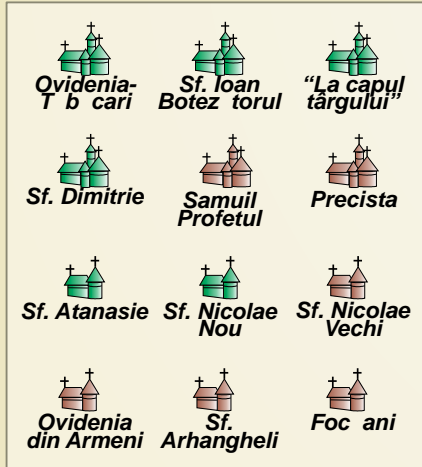 Ovidenia-
T b cari
Sf. Ioan
Botez torul
“La capul
târgului”
Sf. Dimitrie
Samuil
Profetul
Precista
Sf. Atanasie
Sf. Nicolae
Nou
Sf. Nicolae
Vechi
Ovidenia
din Armeni
Sf.
Arhangheli
Foc ani